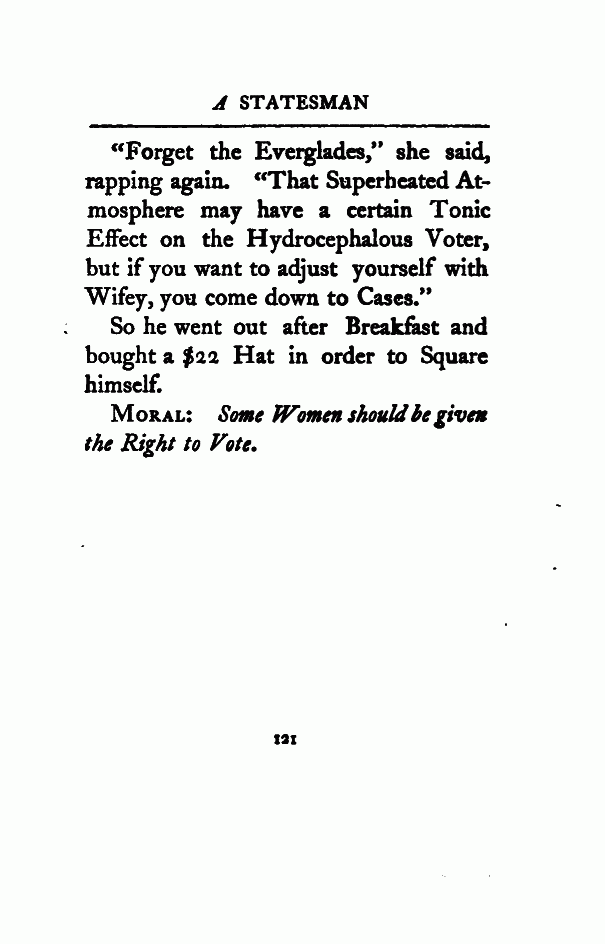 A STATESMAN
“Forget the Everglades,” she said,
rapping again. “That Superheated At-
mosphere may have a certain Tonic
Effect on the Hydrocephalous Voter,
but if you want to adjust yourself with
Wifey, you come down to Cases.”
So he went out after Breakfast and
bought a $22 Hat in order to Square
himself.
MORAL: Some Women should be given
the Right to Vote.
121